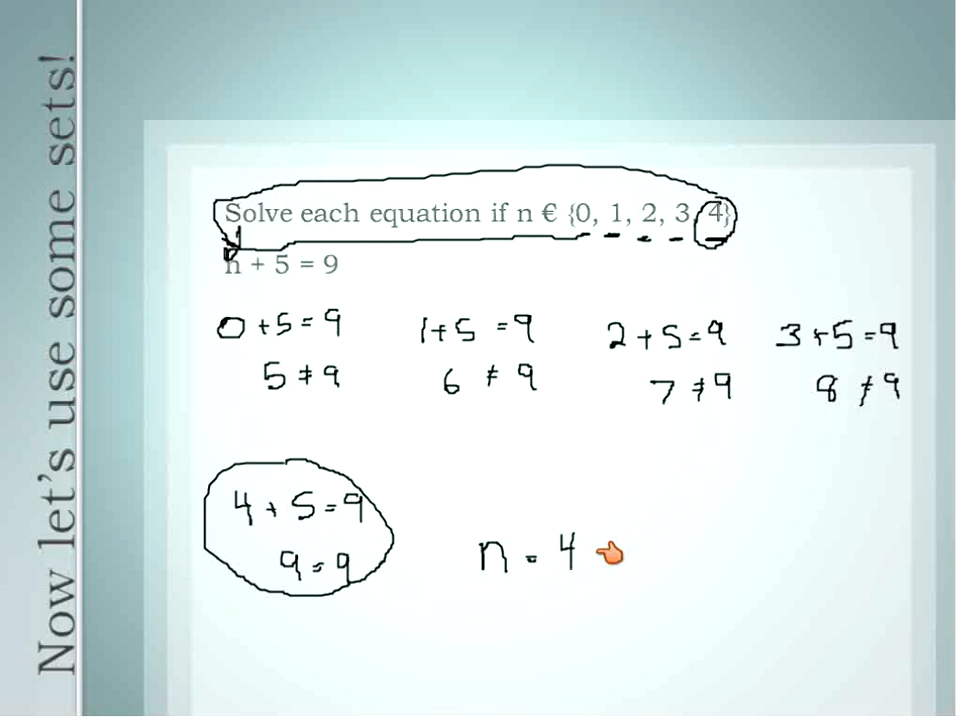 Now let's use some sets!
Solve each equation if n € {0, 1, 2, 3, 4}
n + 5 = 9
0 + 5 = 9 1 + 5 = 9 2 + 5 = 9 3 + 5 = 9
5 ≠ 9 6 ≠ 9 7 ≠ 9 8 ≠ 9
4 + 5 = 9
9 = 9
n = 4